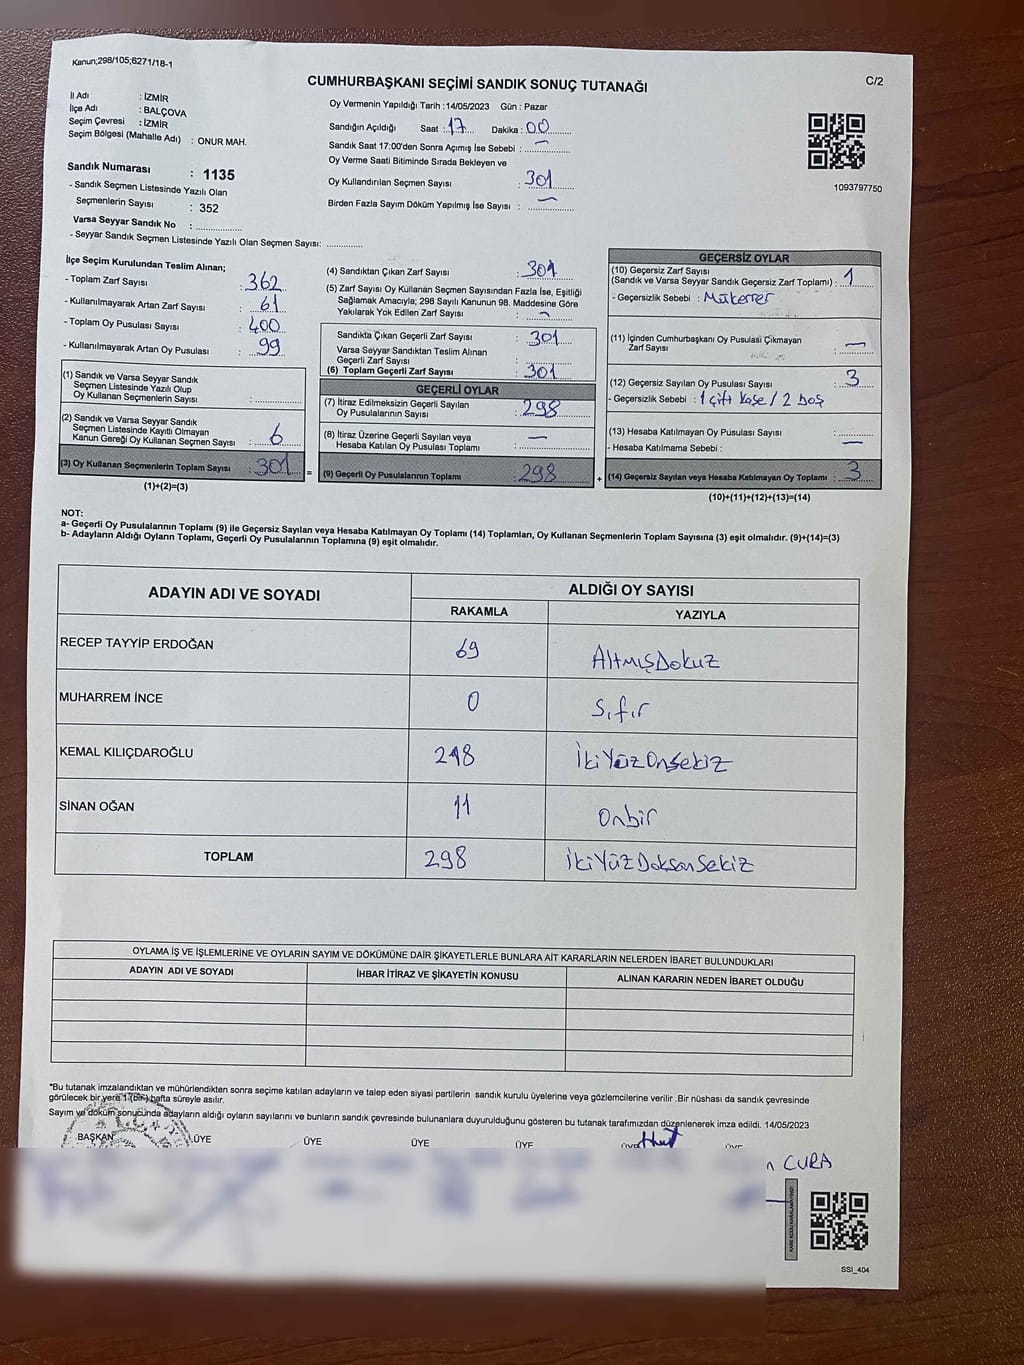 Kanun;298/105;6271/18-1
CUMHURBAŞKANI SEÇİMİ SANDIK SONUÇ TUTANAĞI
C/2
İl Adı : İZMİR
İlçe Adı : BALÇOVA
Seçim Çevresi : İZMİR
Seçim Bölgesi (Mahalle Adı) : ONUR MAH.
Sandık Numarası : 1135
- Sandık Seçmen Listesinde Yazılı Olan
Seçmenlerin Sayısı : 352
Varsa Seyyar Sandık No :
- Seyyar Sandık Seçmen Listesinde Yazılı Olan Seçmen Sayısı:
Oy Vermenin Yapıldığı Tarih :14/05/2023 Gün : Pazar
Sandığın Açıldığı Saat : 17 Dakika : 00
Sandık Saat 17:00'den Sonra Açımış İse Sebebi : -
Oy Verme Saati Bitiminde Sırada Bekleyen ve
Oy Kullandırılan Seçmen Sayısı : 301
Birden Fazla Sayım Döküm Yapılmış İse Sayısı : -
1093797750
İlçe Seçim Kurulundan Teslim Alınan;
- Toplam Zarf Sayısı : 362
- Kullanılmayarak Artan Zarf Sayısı : 61
- Toplam Oy Pusulası Sayısı : 400
- Kullanılmayarak Artan Oy Pusulası : 99
(1) Sandık ve Varsa Seyyar Sandık
Seçmen Listesinde Yazılı Olup
Oy Kullanan Seçmenlerin Sayısı :
(2) Sandık ve Varsa Seyyar Sandık
Seçmen Listesinde Kayıtlı Olmayan
Kanun Gereği Oy Kullanan Seçmen Sayısı : 6
(3) Oy Kullanan Seçmenlerin Toplam Sayısı : 301 =
(1)+(2)=(3)
(4) Sandıktan Çıkan Zarf Sayısı : 301
(5) Zarf Sayısı Oy Kullanan Seçmen Sayısından Fazla İse, Eşitliği
Sağlamak Amacıyla; 298 Sayılı Kanunun 98. Maddesine Göre
Yakılarak Yok Edilen Zarf Sayısı : -
Sandıkta Çıkan Geçerli Zarf Sayısı : 301
Varsa Seyyar Sandıktan Teslim Alınan
Geçerli Zarf Sayısı :
(6) Toplam Geçerli Zarf Sayısı : 301
GEÇERLİ OYLAR
(7) İtiraz Edilmeksizin Geçerli Sayılan
Oy Pusulalarının Sayısı : 298
(8) İtiraz Üzerine Geçerli Sayılan veya
Hesaba Katılan Oy Pusulası Toplamı : -
(9) Geçerli Oy Pusulalarının Toplamı : 298 +
GEÇERSİZ OYLAR
(10) Geçersiz Zarf Sayısı
(Sandık ve Varsa Seyyar Sandık Geçersiz Zarf Toplamı) : 1
- Geçersizlik Sebebi : Mükerrer
(11) İçinden Cumhurbaşkanı Oy Pusulası Çıkmayan
Zarf Sayısı : -
(12) Geçersiz Sayılan Oy Pusulası Sayısı : 3
- Geçersizlik Sebebi : 1 çift kaşe / 2 boş
(13) Hesaba Katılmayan Oy Pusulası Sayısı : -
- Hesaba Katılmama Sebebi :
(14) Geçersiz Sayılan veya Hesaba Katılmayan Oy Toplamı : 3
(10)+(11)+(12)+(13)=(14)
NOT:
a- Geçerli Oy Pusulalarının Toplamı (9) ile Geçersiz Sayılan veya Hesaba Katılmayan Oy Toplamı (14) Toplamları, Oy Kullanan Seçmenlerin Toplam Sayısına (3) eşit olmalıdır. (9)+(14)=(3)
b- Adayların Aldığı Oyların Toplamı, Geçerli Oy Pusulalarının Toplamına (9) eşit olmalıdır.
ADAYIN ADI VE SOYADI ALDIĞI OY SAYISI
RAKAMLA YAZIYLA
RECEP TAYYİP ERDOĞAN 69 AltmışDokuz
MUHARREM İNCE 0 Sıfır
KEMAL KILIÇDAROĞLU 218 İkiYüzOnSekiz
SİNAN OĞAN 11 Onbir
TOPLAM 298 İkiYüzDoksanSekiz
OYLAMA İŞ VE İŞLEMLERİNE VE OYLARIN SAYIM VE DÖKÜMÜNE DAİR ŞİKAYETLERLE BUNLARA AİT KARARLARIN NELERDEN İBARET BULUNDUKLARI
ADAYIN ADI VE SOYADI İHBAR İTİRAZ VE ŞİKAYETİN KONUSU ALINAN KARARIN NEDEN İBARET OLDUĞU
*Bu tutanak imzalandıktan ve mühürlendikten sonra seçime katılan adayların ve talep eden siyasi partilerin sandık kurulu üyelerine veya gözlemcilerine verilir .Bir nüshası da sandık çevresinde
görülecek bir yere 1 (bir) hafta süreyle asılır.
Sayım ve döküm sonucunda adayların aldığı oyların sayılarını ve bunların sandık çevresinde bulunanlara duyurulduğunu gösteren bu tutanak tarafımızdan düzenlenerek imza edildi. 14/05/2023
BAŞKAN ÜYE ÜYE ÜYE ÜYE
CURA
SSI_404